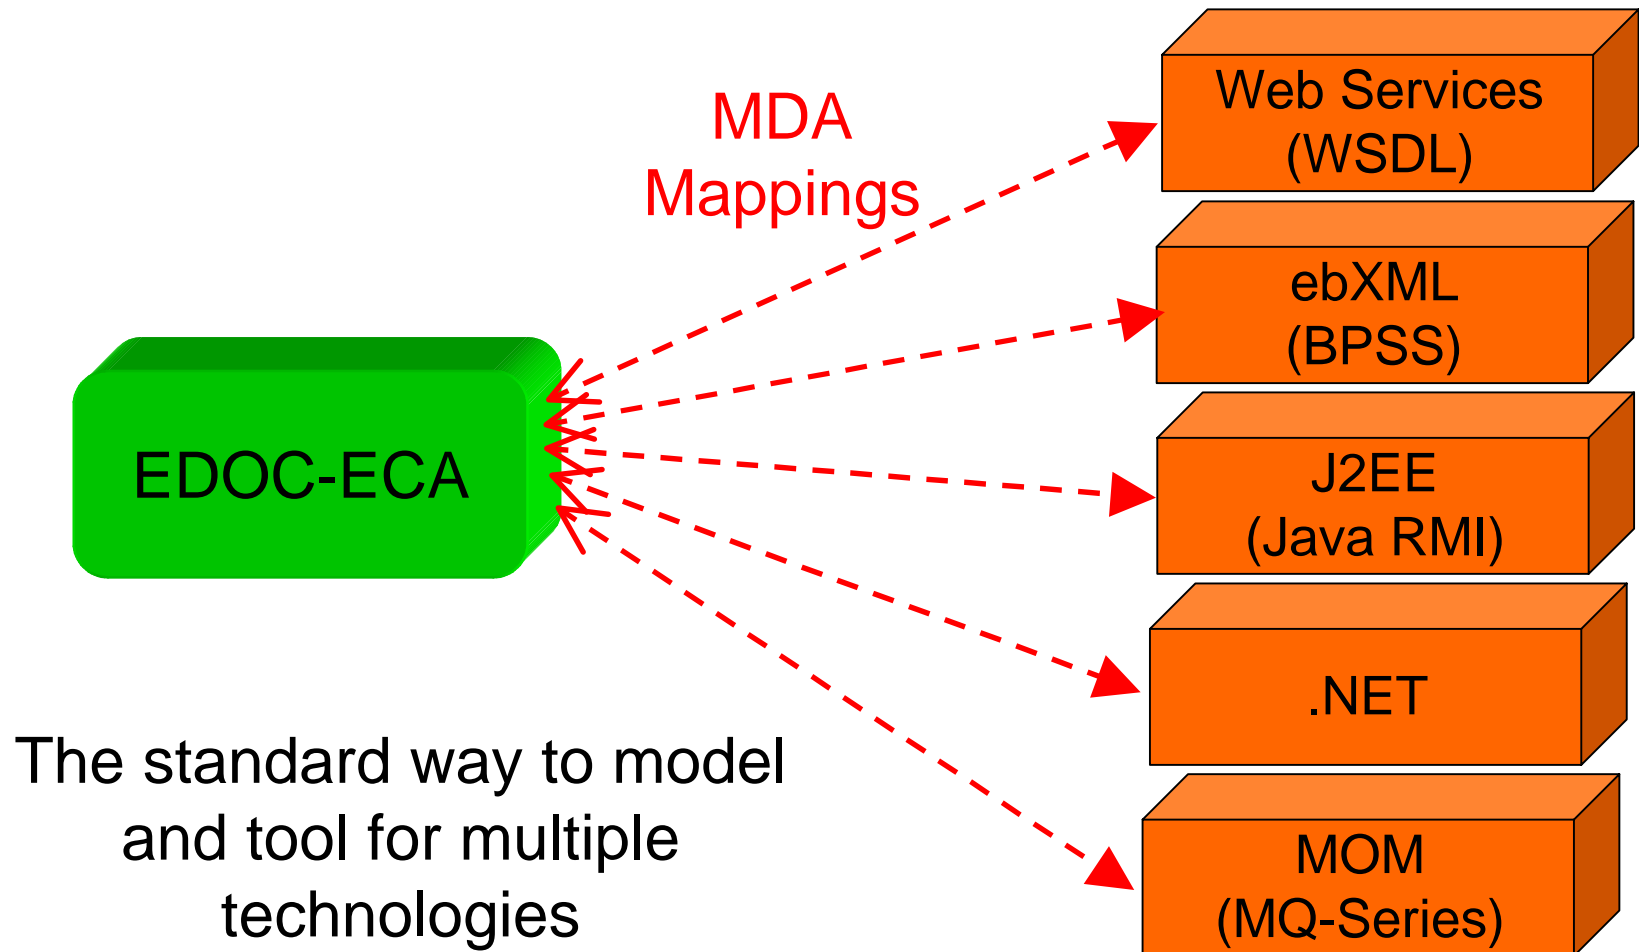 MDA
Mappings
Web Services
(WSDL)
ebXML
(BPSS)
EDOC-ECA
J2EE
(Java RMI)
.NET
The standard way to model
and tool for multiple
technologies
MOM
(MQ-Series)